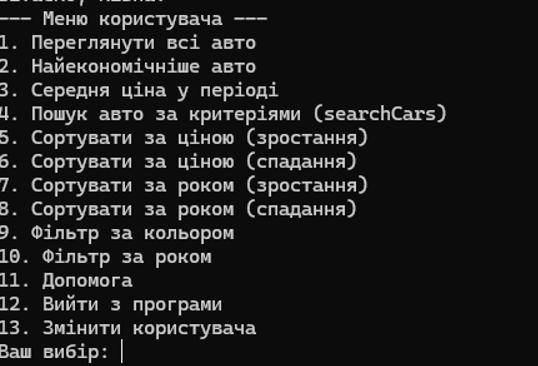 --- Меню користувача ---
1. Переглянути всі авто
2. Найекономічніше авто
3. Середня ціна у періоді
4. Пошук авто за критеріями (searchCars)
5. Сортувати за ціною (зростання)
6. Сортувати за ціною (спадання)
7. Сортувати за роком (зростання)
8. Сортувати за роком (спадання)
9. Фільтр за кольором
10. Фільтр за роком
11. Допомога
12. Вийти з програми
13. Змінити користувача
Ваш вибір: